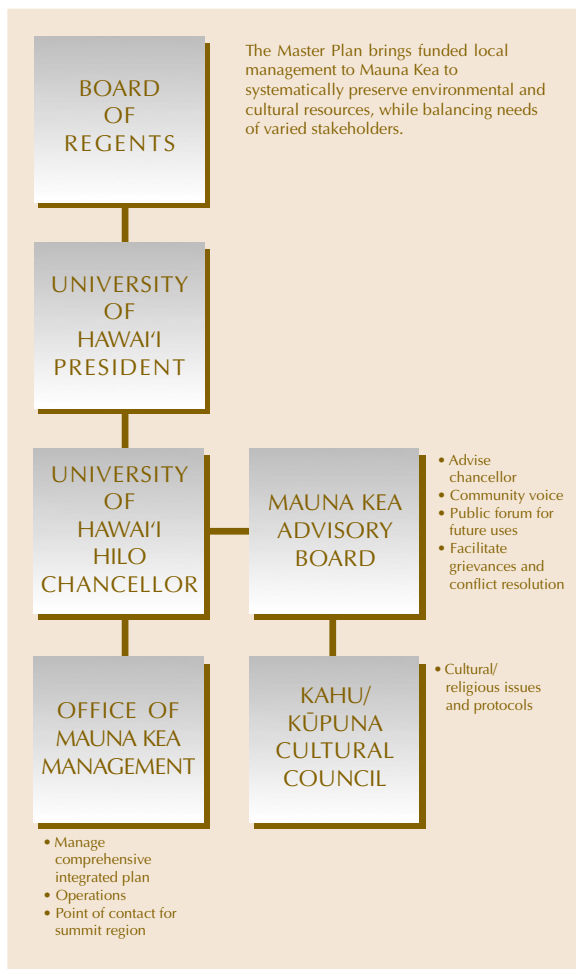 BOARD
OF
REGENTS
The Master Plan brings funded local
management to Mauna Kea to
systematically preserve environmental and
cultural resources, while balancing needs
of varied stakeholders.
UNIVERSITY
OF
HAWAIʻI
PRESIDENT
UNIVERSITY
OF
HAWAIʻI
HILO
CHANCELLOR
MAUNA KEA
ADVISORY
BOARD
• Advise
chancellor
• Community voice
• Public forum for
future uses
• Facilitate
grievances and
conflict resolution
OFFICE OF
MAUNA KEA
MANAGEMENT
• Manage
comprehensive
integrated plan
• Operations
• Point of contact for
summit region
KAHU/
KŪPUNA
CULTURAL
COUNCIL
• Cultural/
religious issues
and protocols